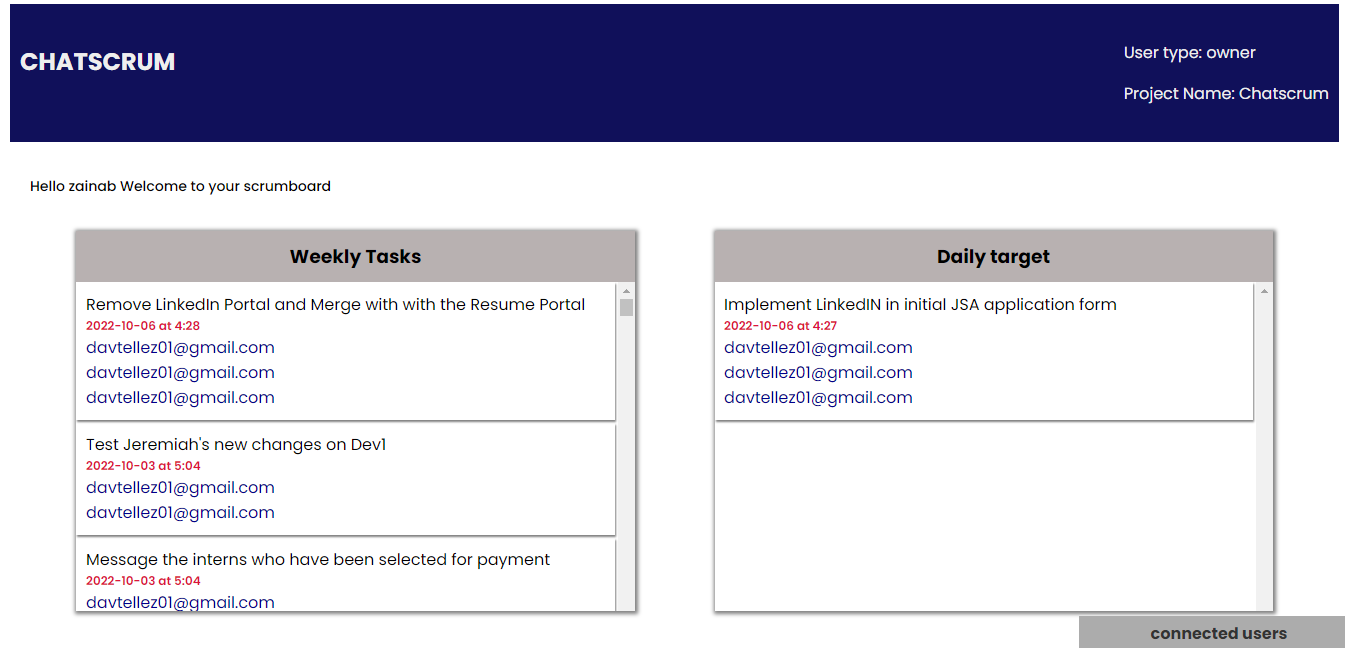 CHATSCRUM
User type: owner
Project Name: Chatscrum
Hello zainab Welcome to your scrumboard
Weekly Tasks
Remove LinkedIn Portal and Merge with with the Resume Portal
2022-10-06 at 4:28
davtellez01@gmail.com
davtellez01@gmail.com
davtellez01@gmail.com
Test Jeremiah's new changes on Dev1
2022-10-03 at 5:04
davtellez01@gmail.com
davtellez01@gmail.com
Message the interns who have been selected for payment
2022-10-03 at 5:04
davtellez01@gmail.com
Daily target
Implement LinkedIN in initial JSA application form
2022-10-06 at 4:27
davtellez01@gmail.com
davtellez01@gmail.com
davtellez01@gmail.com
connected users